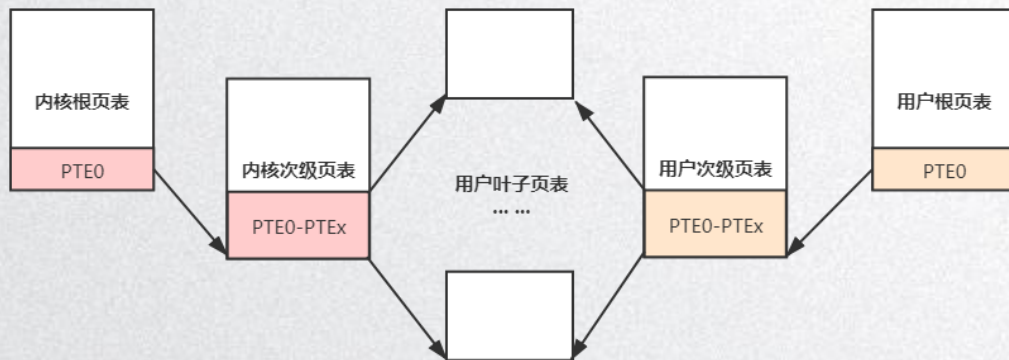 内核根页表
PTE0
内核次级页表
PTE0-PTEx
用户叶子页表
... ...
用户次级页表
PTE0-PTEx
用户根页表
PTE0